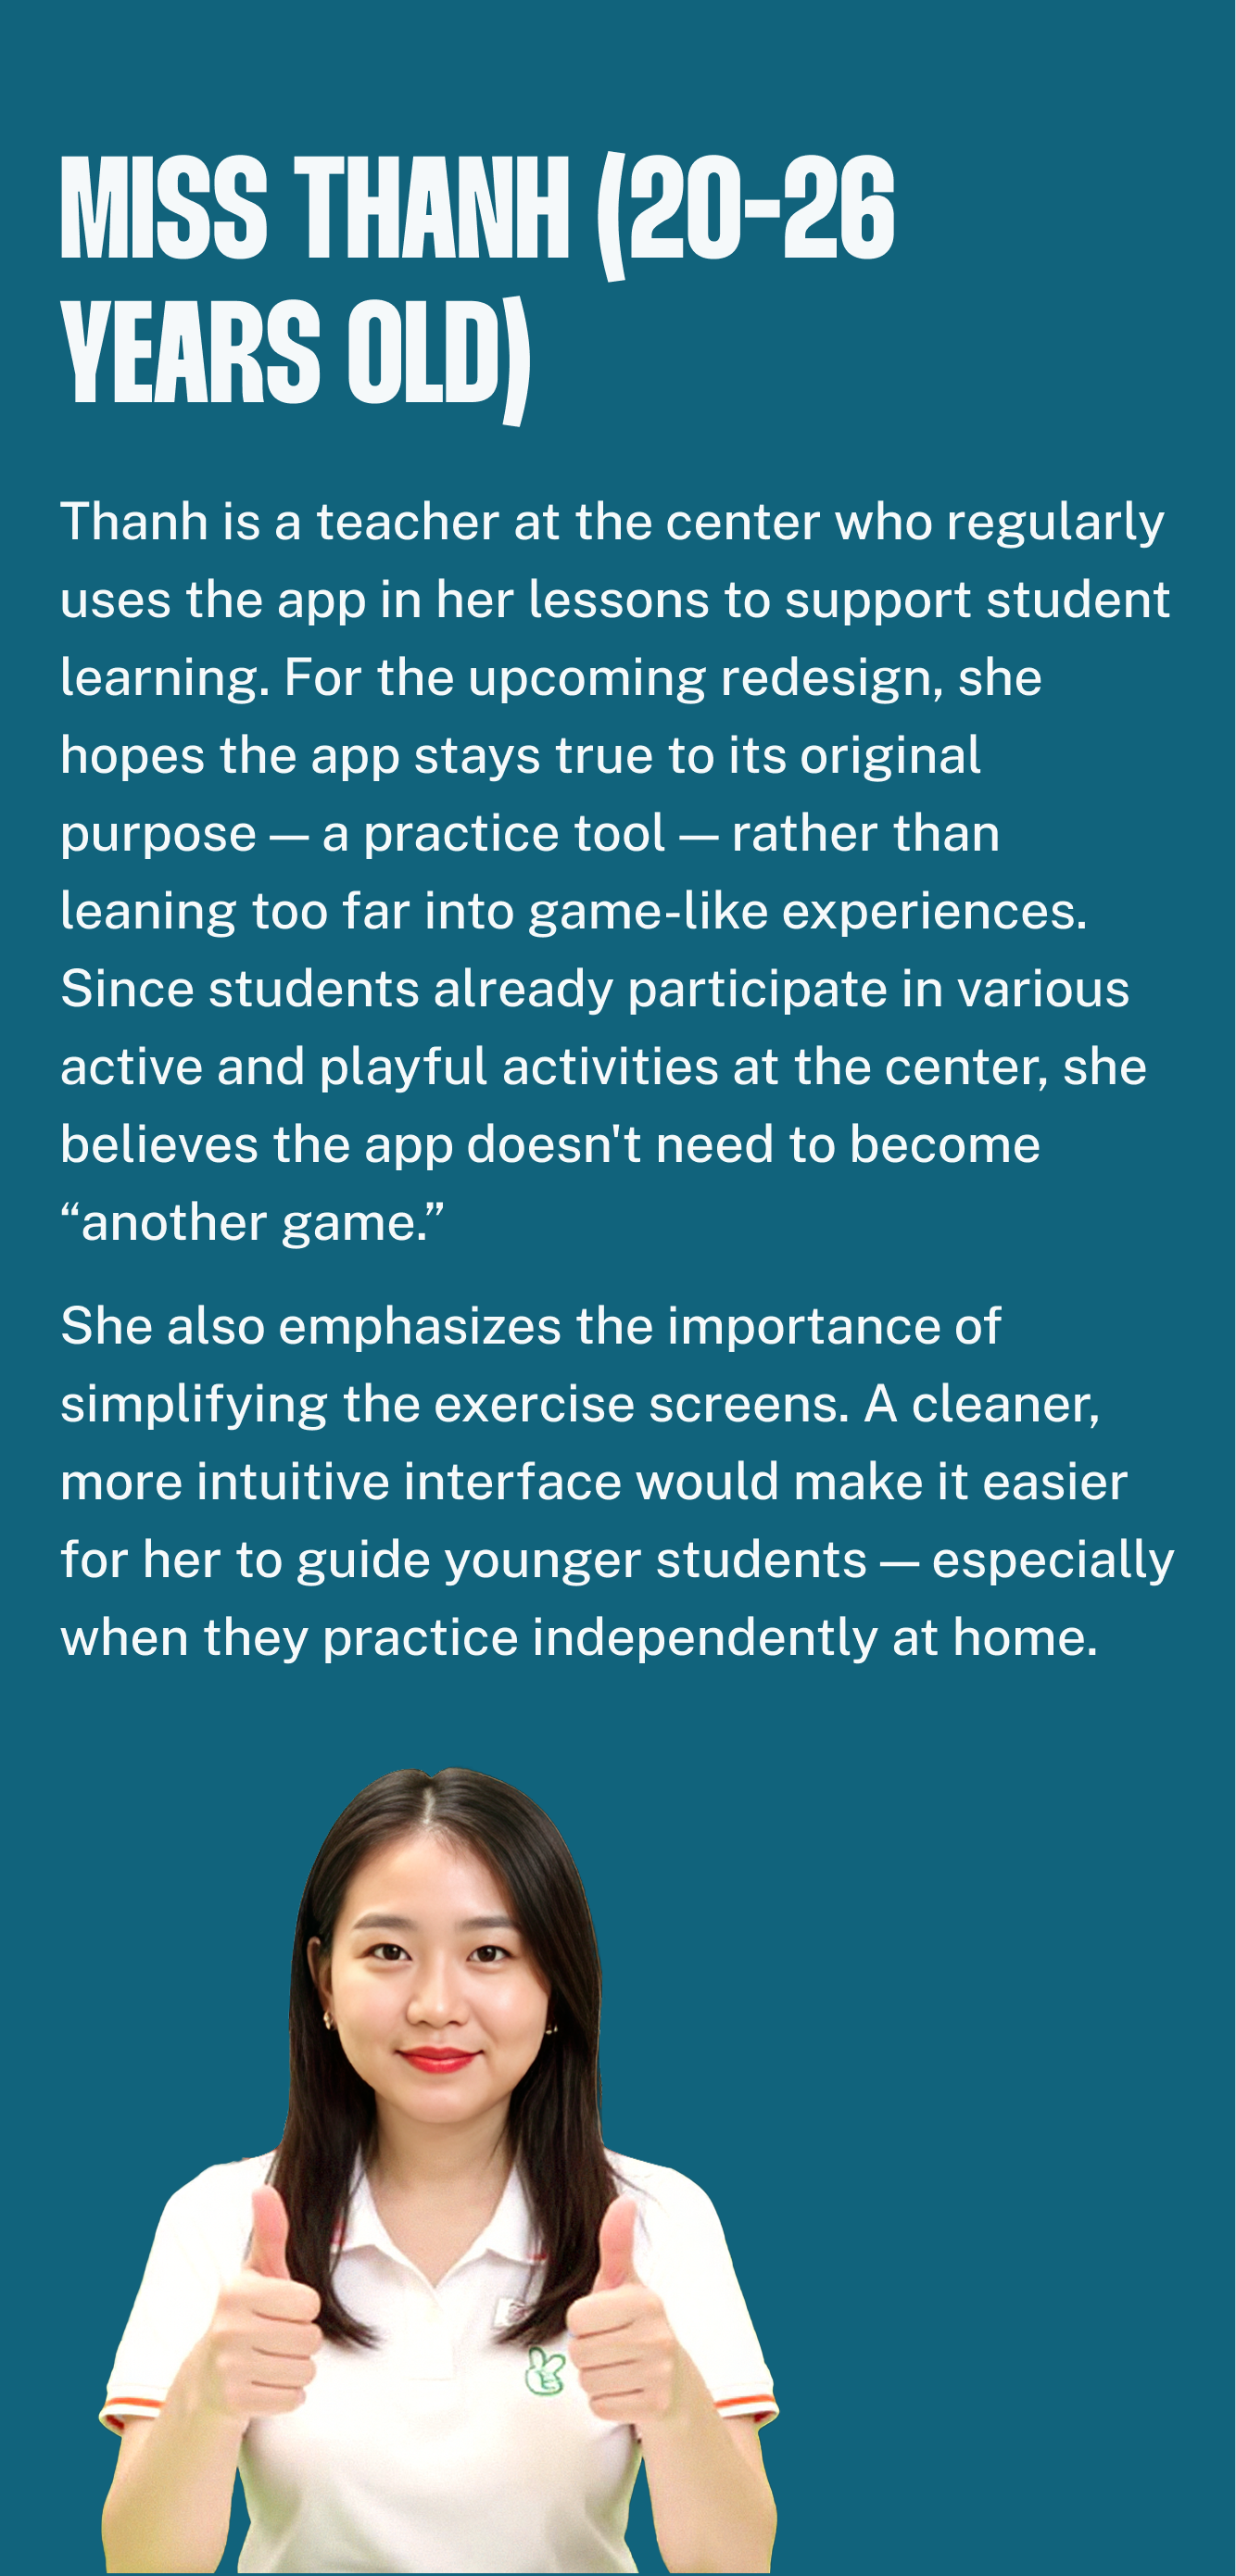 MISS THANH (20-26
YEARS OLD)
Thanh is a teacher at the center who regularly
uses the app in her lessons to support student
learning. For the upcoming redesign, she
hopes the app stays true to its original
purpose — a practice tool — rather than
leaning too far into game-like experiences.
Since students already participate in various
active and playful activities at the center, she
believes the app doesn't need to become
“another game.”
She also emphasizes the importance of
simplifying the exercise screens. A cleaner,
more intuitive interface would make it easier
for her to guide younger students — especially
when they practice independently at home.